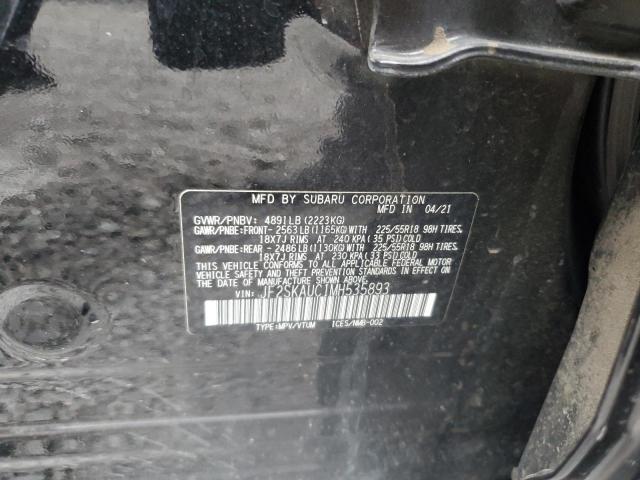 MFD BY SUBARU CORPORATION
MFD IN 04/21
GVWR/PNBV: 4891LB (2223KG)
GAWR/PNBE:FRONT- 2563LB (1165KG)WITH 225/55R18 98H TIRES,
18X7J RIMS AT 240 KPA (35 PSI)COLD
GAWR/PNBE:REAR - 2486LB (1130KG)WITH 225/55R18 98H TIRES,
18X7J RIMS AT 230 KPA (33 PSI)COLD
THIS VEHICLE CONFORMS TO ALL APPLICABLE FEDERAL MOTOR
VEHICLE SAFETY, BUMPER, AND THEFT PREVENTION STANDARDS
IN EFFECT ON THE DATE OF MANUFACTURE SHOWN ABOVE.
VIN: JF2SKAUC1MH535893
TYPE:MPV/VTUM ICES/NMB-002